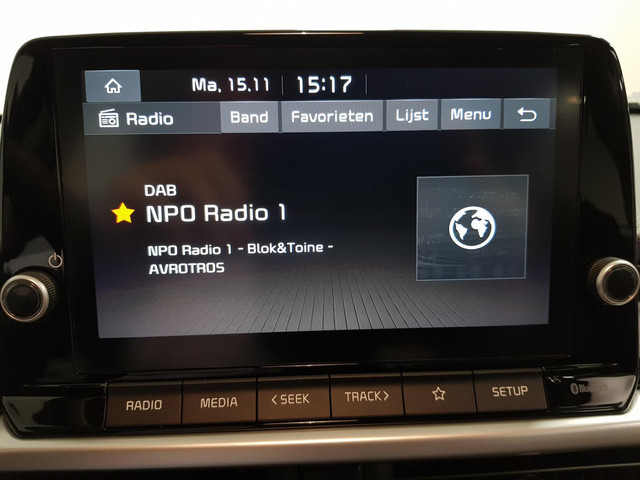 Ma, 15.11 15:17
Radio Band Favorieten Lijst Menu
DAB
NPO Radio 1
NPO Radio 1 - Blok&Toine -
AVROTROS
RADIO MEDIA <SEEK TRACK> SETUP